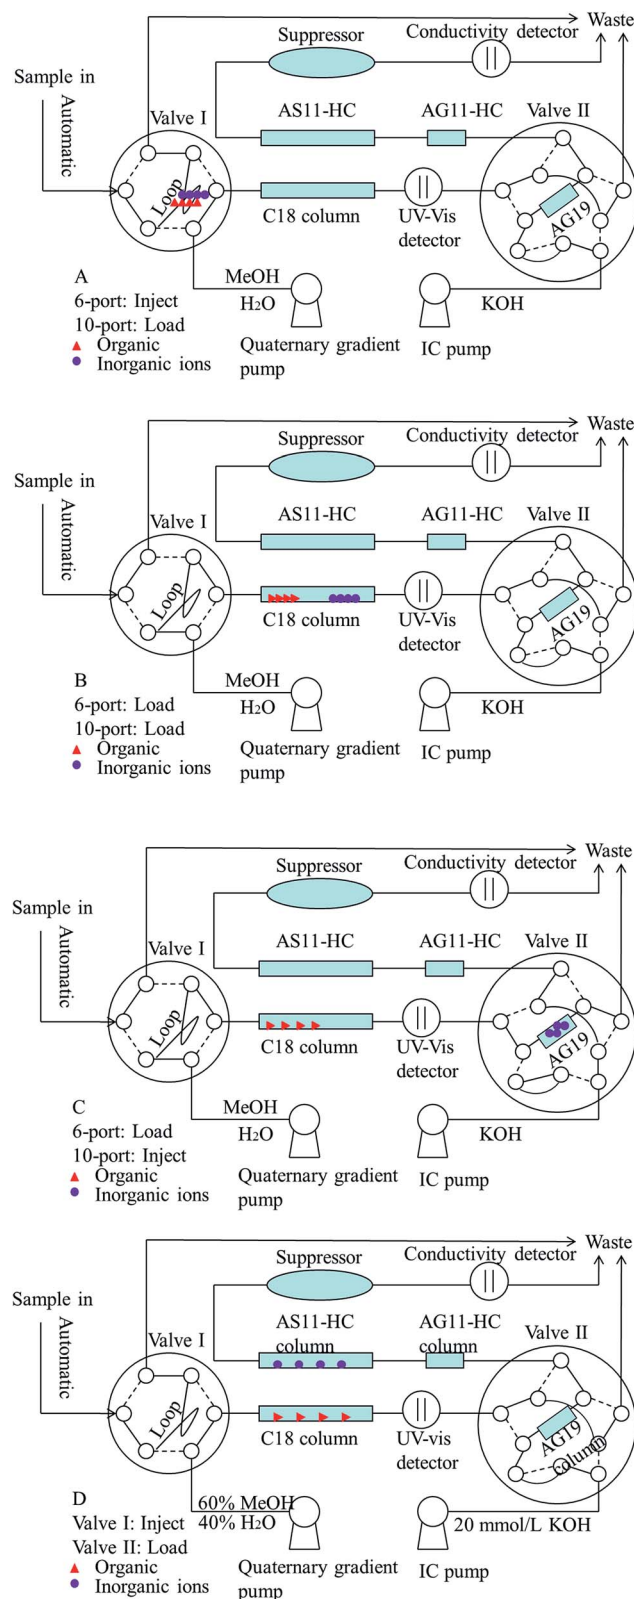 Waste
Conductivity detector
Suppressor
Sample in
Automatic
Valve I
AS11-HC
AG11-HC
Valve II
Loop
C18 column
UV-Vis
detector
AG19
A
6-port: Inject
10-port: Load
Organic
Inorganic ions
MeOH
H2O
KOH
Quaternary gradient
pump
IC pump
Waste
Conductivity detector
Suppressor
Sample in
Automatic
Valve I
AS11-HC
AG11-HC
Valve II
Loop
C18 column
UV-Vis
detector
AG19
B
6-port: Load
10-port: Load
Organic
Inorganic ions
MeOH
H2O
KOH
Quaternary gradient
pump
IC pump
Waste
Conductivity detector
Suppressor
Sample in
Automatic
Valve I
AS11-HC
AG11-HC
Valve II
Loop
C18 column
UV-Vis
detector
AG19
C
6-port: Load
10-port: Inject
Organic
Inorganic ions
MeOH
H2O
KOH
Quaternary gradient
pump
IC pump
Waste
Conductivity detector
Suppressor
Sample in
Automatic
Valve I
AS11-HC
column
AG11-HC
column
Valve II
Loop
C18 column
UV-vis
detector
AG19
column
D
Valve I: Inject
Valve II: Load
Organic
Inorganic ions
60% MeOH
40% H2O
20 mmol/L KOH
Quaternary gradient
pump
IC pump